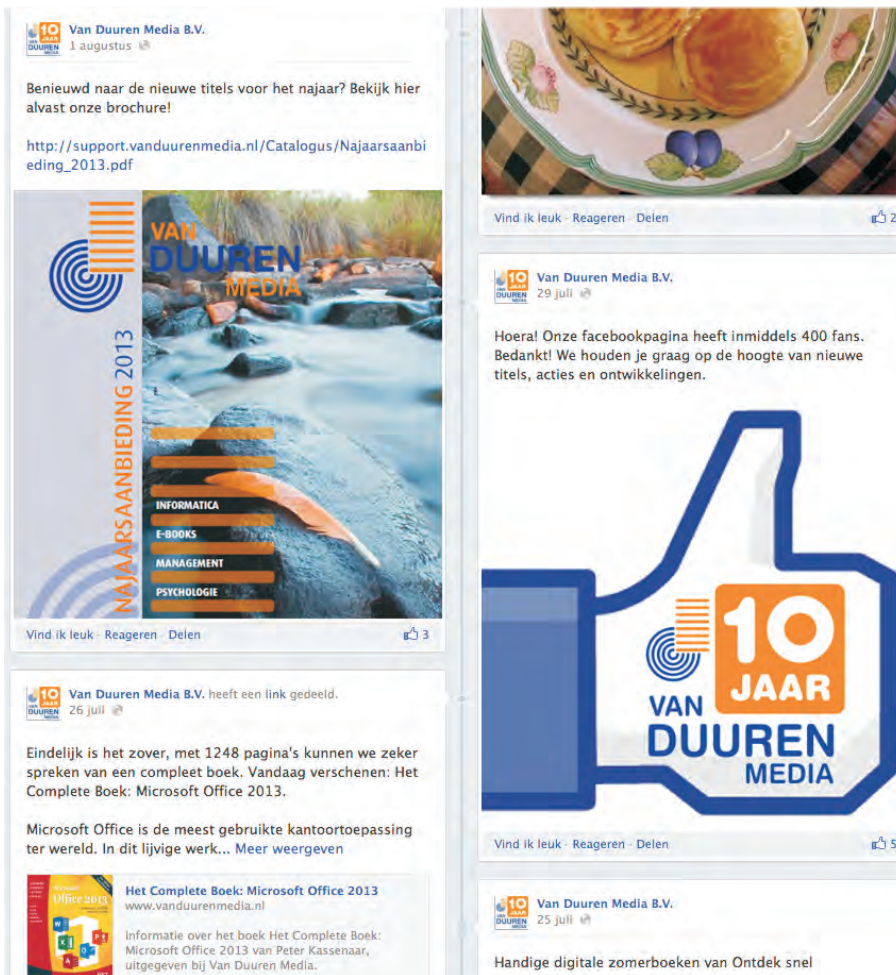 Van Duuren Media B.V.
1 augustus
Benieuwd naar de nieuwe titels voor het najaar? Bekijk hier
alvast onze brochure!
http://support.vanduurenmedia.nl/Catalogus/Najaarsaanbi
eding_2013.pdf
VAN
DUUREN
MEDIA
NAJAARSAANBIEDING 2013
INFORMATICA
E-BOOKS
MANAGEMENT
PSYCHOLOGIE
Vind ik leuk · Reageren · Delen
3
Van Duuren Media B.V. heeft een link gedeeld.
26 juli
Eindelijk is het zover, met 1248 pagina's kunnen we zeker
spreken van een compleet boek. Vandaag verschenen: Het
Complete Boek: Microsoft Office 2013.
Microsoft Office is de meest gebruikte kantoortoepassing
ter wereld. In dit lijvige werk... Meer weergeven
Office 2013
Het Complete Boek: Microsoft Office 2013
www.vanduurenmedia.nl
Informatie over het boek Het Complete Boek:
Microsoft Office 2013 van Peter Kassenaar,
uitgegeven bij Van Duuren Media.
Vind ik leuk · Reageren · Delen
2
Van Duuren Media B.V.
29 juli
Hoera! Onze facebookpagina heeft inmiddels 400 fans.
Bedankt! We houden je graag op de hoogte van nieuwe
titels, acties en ontwikkelingen.
10
JAAR
VAN
DUUREN
MEDIA
Vind ik leuk · Reageren · Delen
5
Van Duuren Media B.V.
25 juli
Handige digitale zomerboeken van Ontdek snel